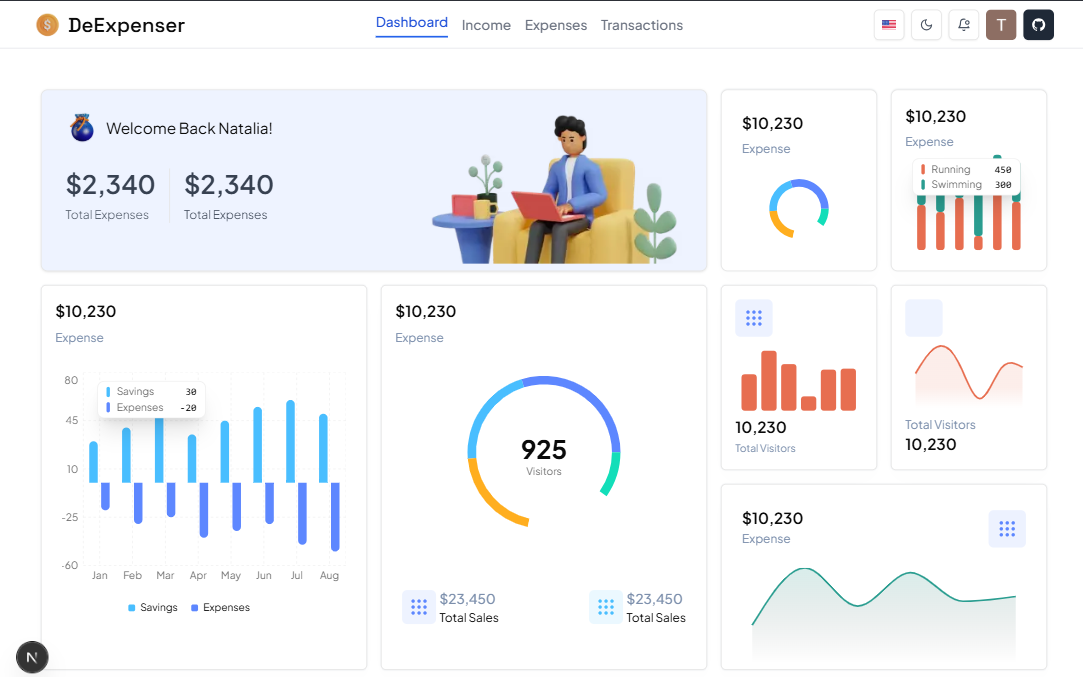 $ DeExpenser
Dashboard Income Expenses Transactions
T
Welcome Back Natalia!
$2,340
Total Expenses
$2,340
Total Expenses
$10,230
Expense
$10,230
Expense
Running 450
Swimming 300
$10,230
Expense
80
45
10
-25
-60
Savings 30
Expenses -20
Jan Feb Mar Apr May Jun Jul Aug
Savings Expenses
$10,230
Expense
925
Visitors
$23,450
Total Sales
$23,450
Total Sales
10,230
Total Visitors
Total Visitors
10,230
$10,230
Expense
N